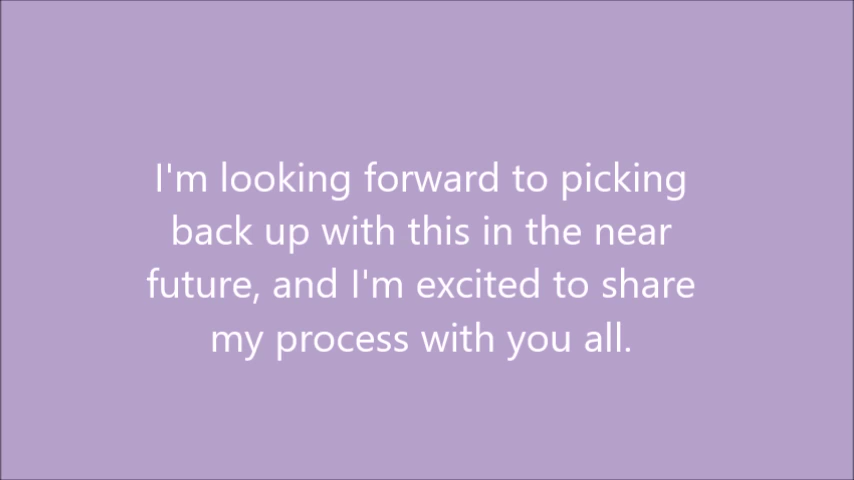 I'm looking forward to picking
back up with this in the near
future, and I'm excited to share
my process with you all.